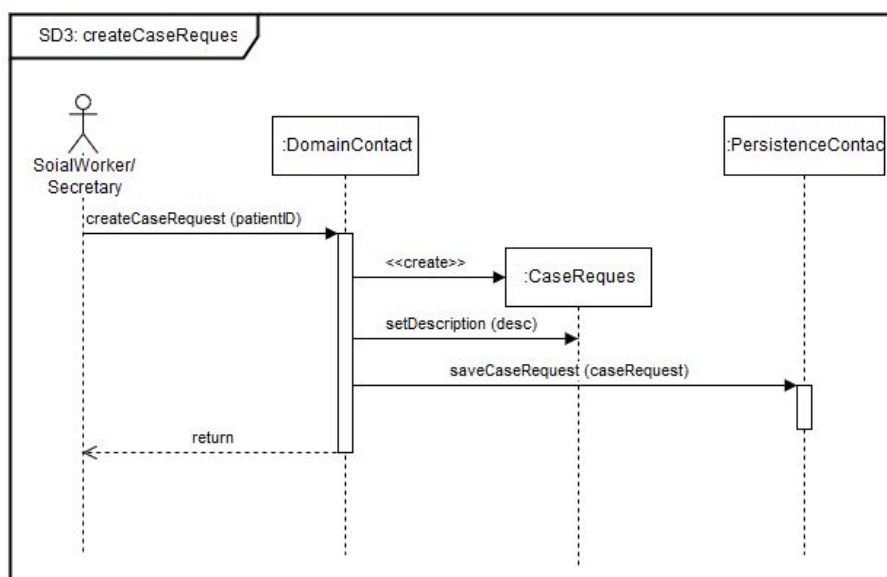 SD3: createCaseReques
SoialWorker/
Secretary
:DomainContact
:PersistenceContac
createCaseRequest (patientID)
<<create>>
:CaseReques
setDescription (desc)
saveCaseRequest (caseRequest)
return